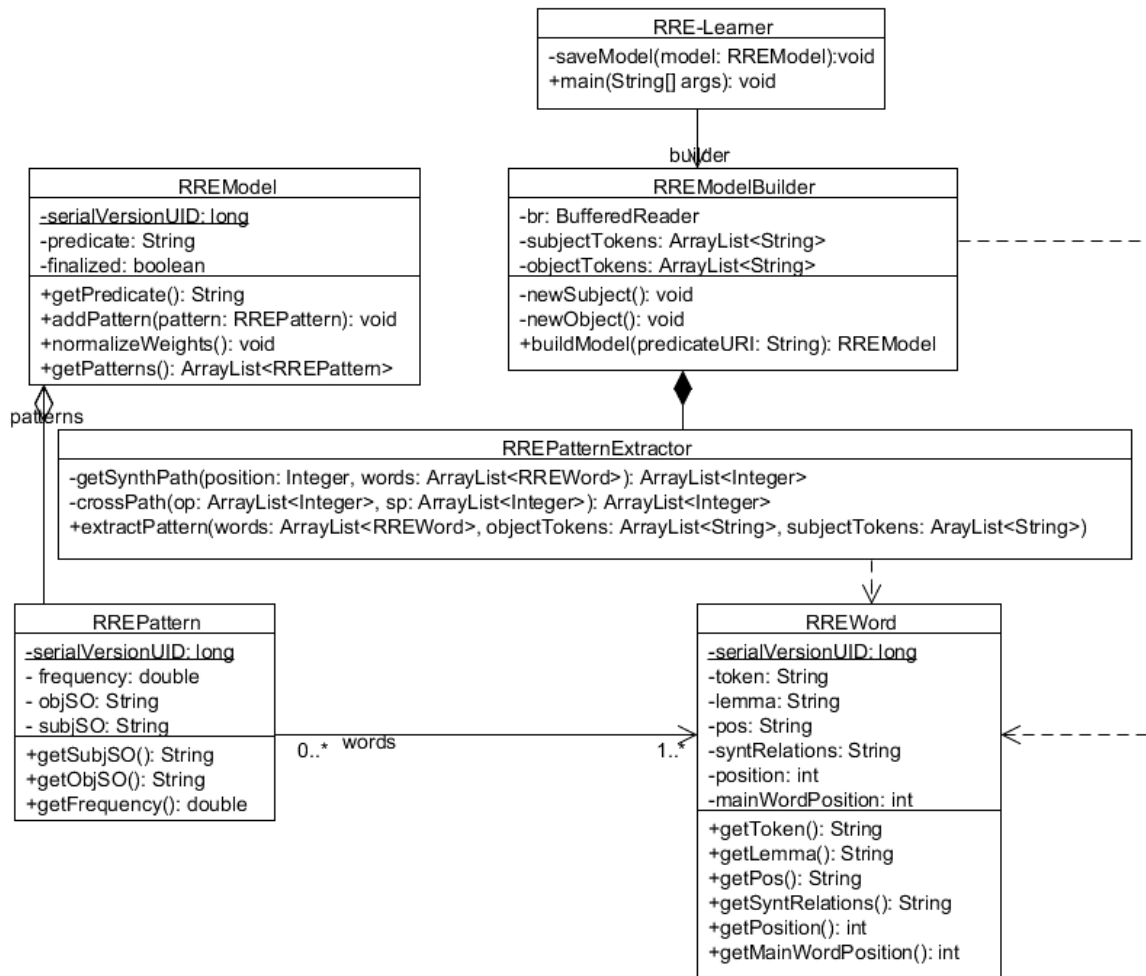 RRE-Learner
-saveModel(model: RREModel):void
+main(String[] args): void
builder
RREModel
-serialVersionUID: long
-predicate: String
-finalized: boolean
+getPredicate(): String
+addPattern(pattern: RREPattern): void
+normalizeWeights(): void
+getPatterns(): ArrayList<RREPattern>
RREModelBuilder
-br: BufferedReader
-subjectTokens: ArrayList<String>
-objectTokens: ArrayList<String>
-newSubject(): void
-newObject(): void
+buildModel(predicateURI: String): RREModel
patterns
RREPatternExtractor
-getSynthPath(position: Integer, words: ArrayList<RREWord>): ArrayList<Integer>
-crossPath(op: ArrayList<Integer>, sp: ArrayList<Integer>): ArrayList<Integer>
+extractPattern(words: ArrayList<RREWord>, objectTokens: ArrayList<String>, subjectTokens: ArayList<String>)
RREPattern
-serialVersionUID: long
- frequency: double
- objSO: String
- subjSO: String
+getSubjSO(): String
+getObjSO(): String
+getFrequency(): double
0..* words 1..*
RREWord
-serialVersionUID: long
-token: String
-lemma: String
-pos: String
-syntRelations: String
-position: int
-mainWordPosition: int
+getToken(): String
+getLemma(): String
+getPos(): String
+getSyntRelations(): String
+getPosition(): int
+getMainWordPosition(): int